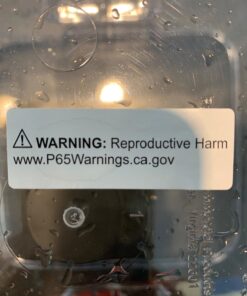 ⚠ WARNING: Reproductive Harm
www.P65Warnings.ca.gov